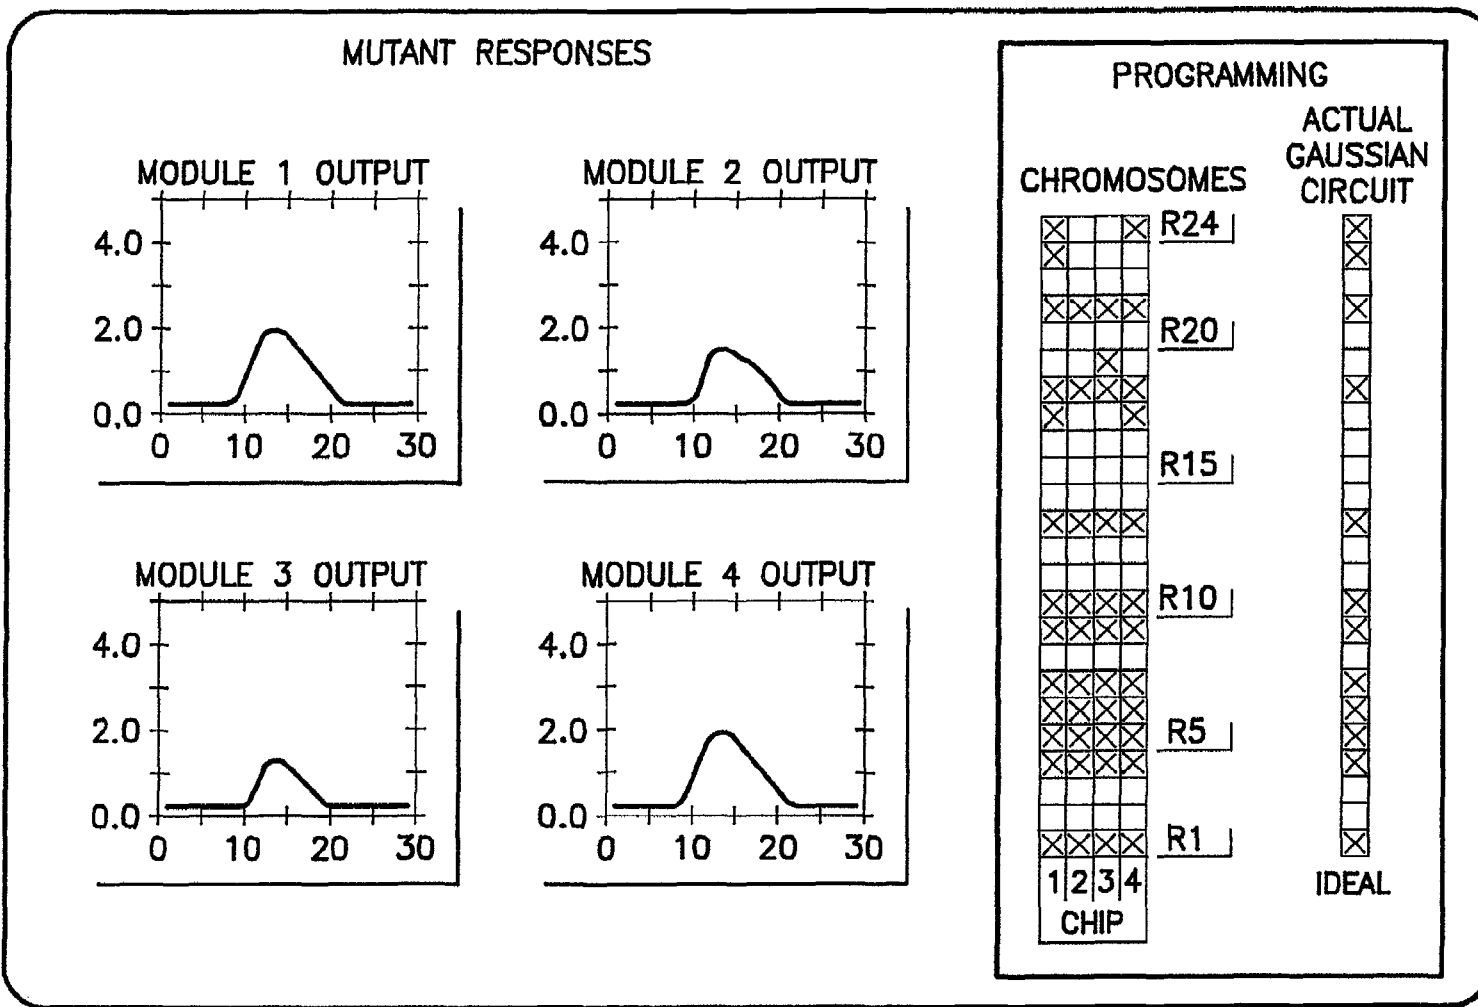 MUTANT RESPONSES
MODULE 1 OUTPUT
4.0
2.0
0.0
0 10 20 30
MODULE 2 OUTPUT
4.0
2.0
0.0
0 10 20 30
MODULE 3 OUTPUT
4.0
2.0
0.0
0 10 20 30
MODULE 4 OUTPUT
4.0
2.0
0.0
0 10 20 30
PROGRAMMING
CHROMOSOMES
R24
R20
R15
R10
R5
R1
1 2 3 4
CHIP
ACTUAL
GAUSSIAN
CIRCUIT
IDEAL